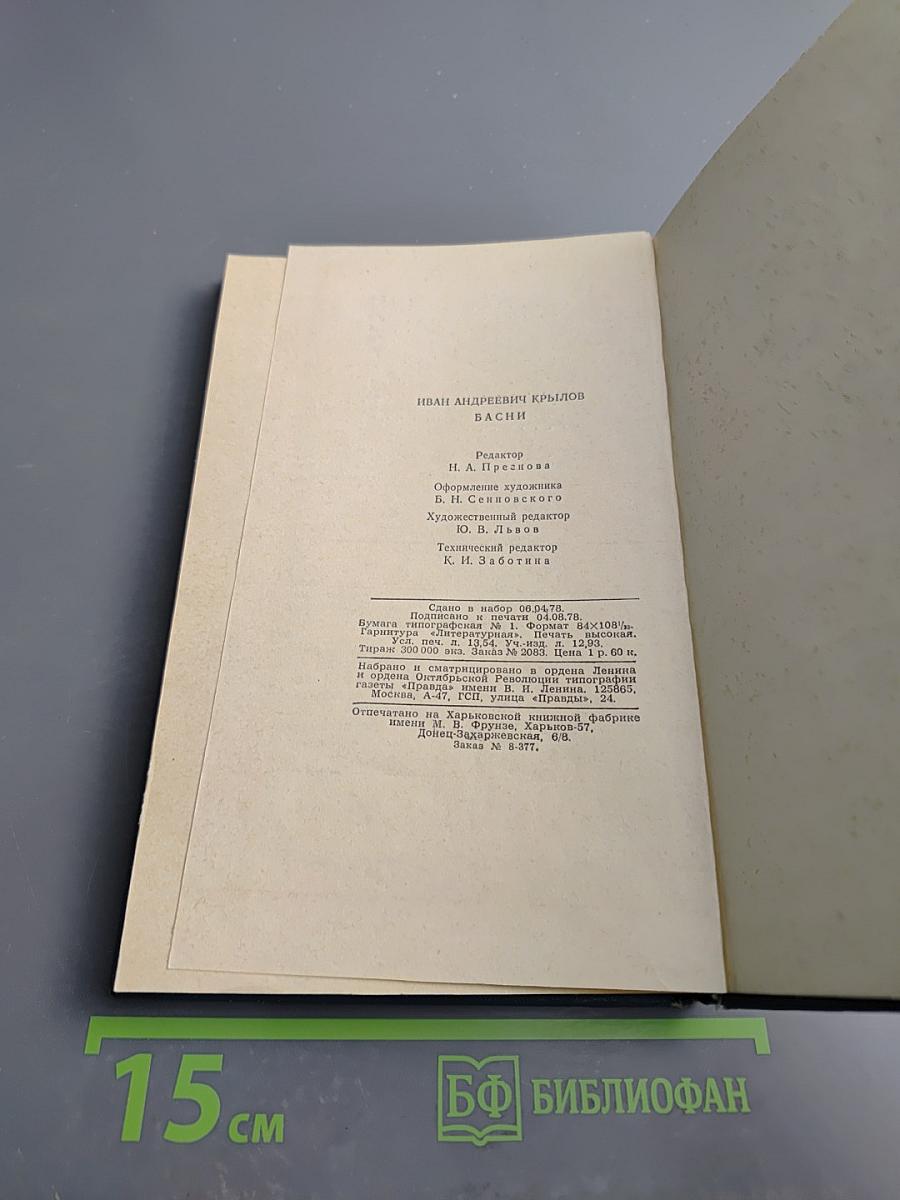 ИВАН АНДРЕЕВИЧ КРЫЛОВ
БАСНИ
Редактор
Н. А. Преснова
Оформление художника
Б. Н. Сенновского
Художественный редактор
Ю. В. Львов
Технический редактор
К. И. Заботина
Сдано в набор 06.04.78.
Подписано к печати 04.08.78.
Бумага типографская № 1. Формат 84×108¹/₃₂.
Гарнитура «Литературная». Печать высокая.
Усл. печ. л. 13,54. Уч.-изд. л. 12,93.
Тираж 300 000 экз. Заказ № 2083. Цена 1 р. 60 к.
Набрано и сматрицировано в ордена Ленина
и ордена Октябрьской Революции типографии
газеты «Правда» имени В. И. Ленина. 125865,
Москва, А-47, ГСП, улица «Правды», 24.
Отпечатано на Харьковской книжной фабрике
имени М. В. Фрунзе, Харьков-57,
Донец-Захаржевская, 6/8.
Заказ № 8-377.
15 см
БФ БИБЛИОФАН